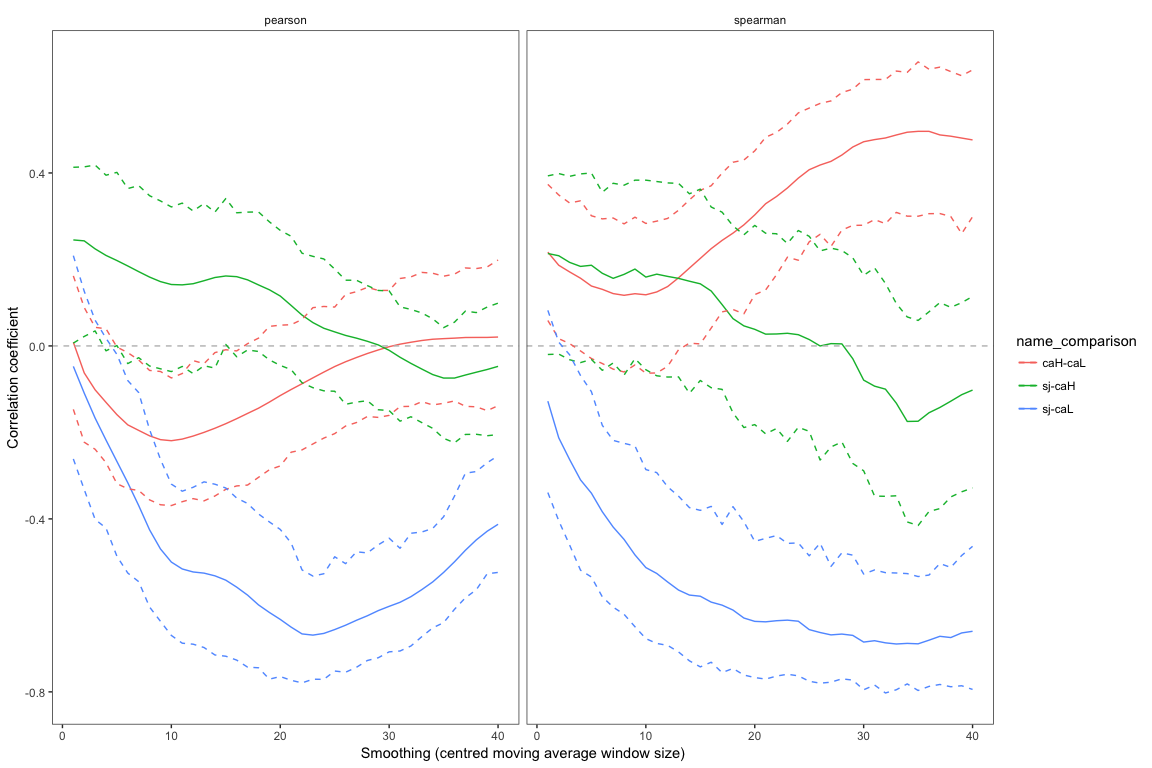 pearson
spearman
0.4
0.0
-0.4
-0.8
Correlation coefficient
0 10 20 30 40
0 10 20 30 40
Smoothing (centred moving average window size)
name_comparison
caH-caL
sj-caH
sj-caL